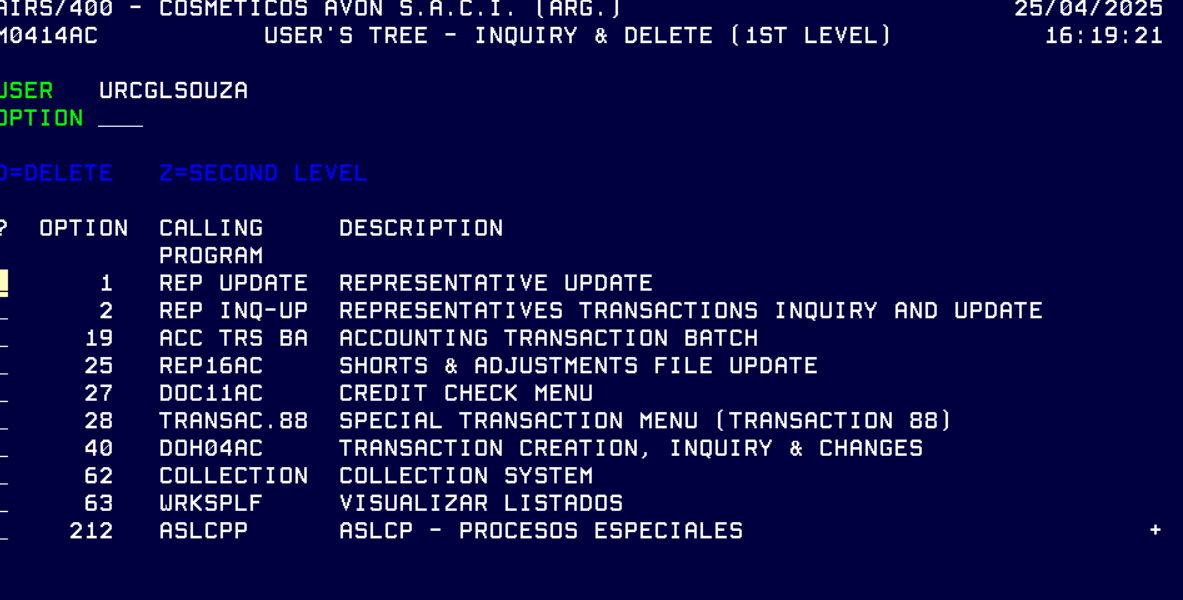 AIRS/400 - COSMETICOS AVON S.A.C.I. (ARG.) 25/04/2025
M0414AC USER'S TREE - INQUIRY & DELETE (1ST LEVEL) 16:19:21
USER URCGLSOUZA
OPTION ____
D=DELETE Z=SECOND LEVEL
? OPTION CALLING DESCRIPTION
PROGRAM
_ 1 REP UPDATE REPRESENTATIVE UPDATE
_ 2 REP INQ-UP REPRESENTATIVES TRANSACTIONS INQUIRY AND UPDATE
_ 19 ACC TRS BA ACCOUNTING TRANSACTION BATCH
_ 25 REP16AC SHORTS & ADJUSTMENTS FILE UPDATE
_ 27 DOC11AC CREDIT CHECK MENU
_ 28 TRANSAC.88 SPECIAL TRANSACTION MENU (TRANSACTION 88)
_ 40 DOH04AC TRANSACTION CREATION, INQUIRY & CHANGES
_ 62 COLLECTION COLLECTION SYSTEM
_ 63 WRKSPLF VISUALIZAR LISTADOS
_ 212 ASLCPP ASLCP - PROCESOS ESPECIALES +